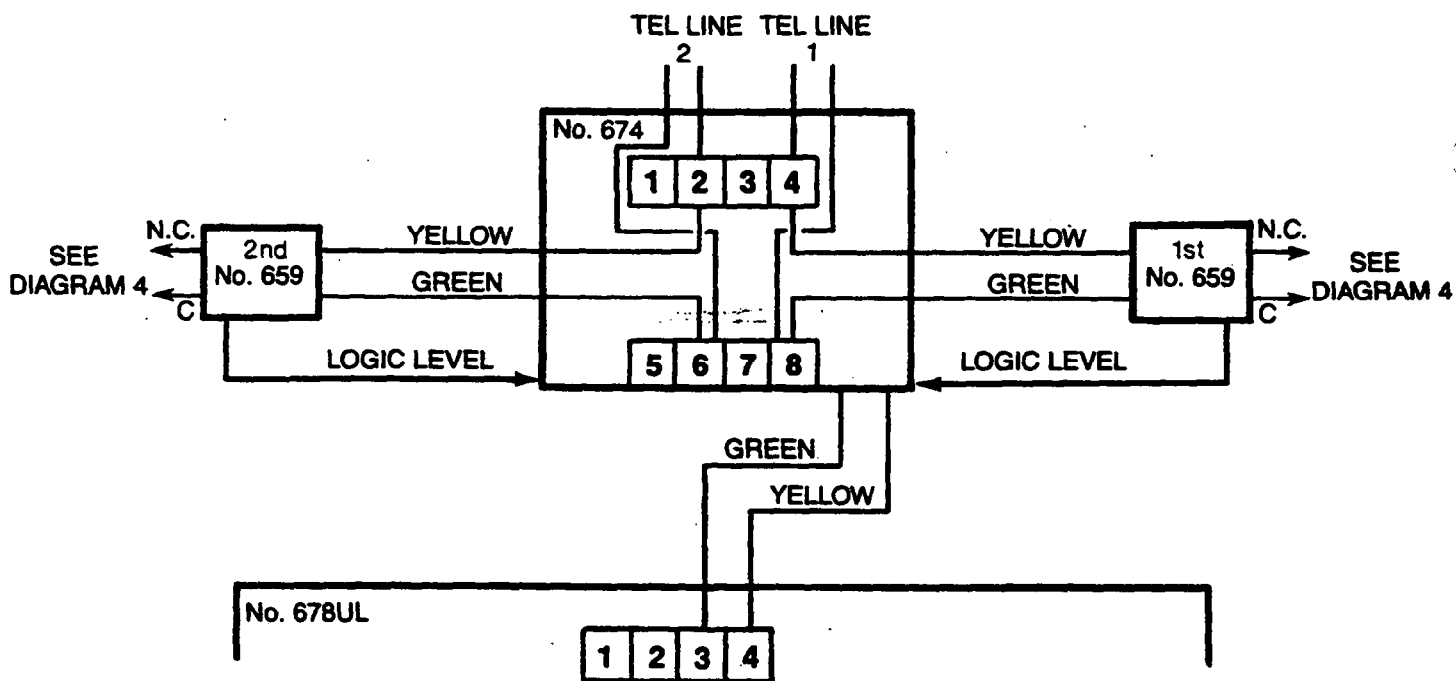 TEL LINE 2
TEL LINE 1
No. 674
1 2 3 4
N.C.
SEE DIAGRAM 4
C
2nd No. 659
YELLOW
GREEN
LOGIC LEVEL
YELLOW
GREEN
LOGIC LEVEL
1st No. 659
N.C.
SEE DIAGRAM 4
C
5 6 7 8
GREEN
YELLOW
No. 678UL
1 2 3 4